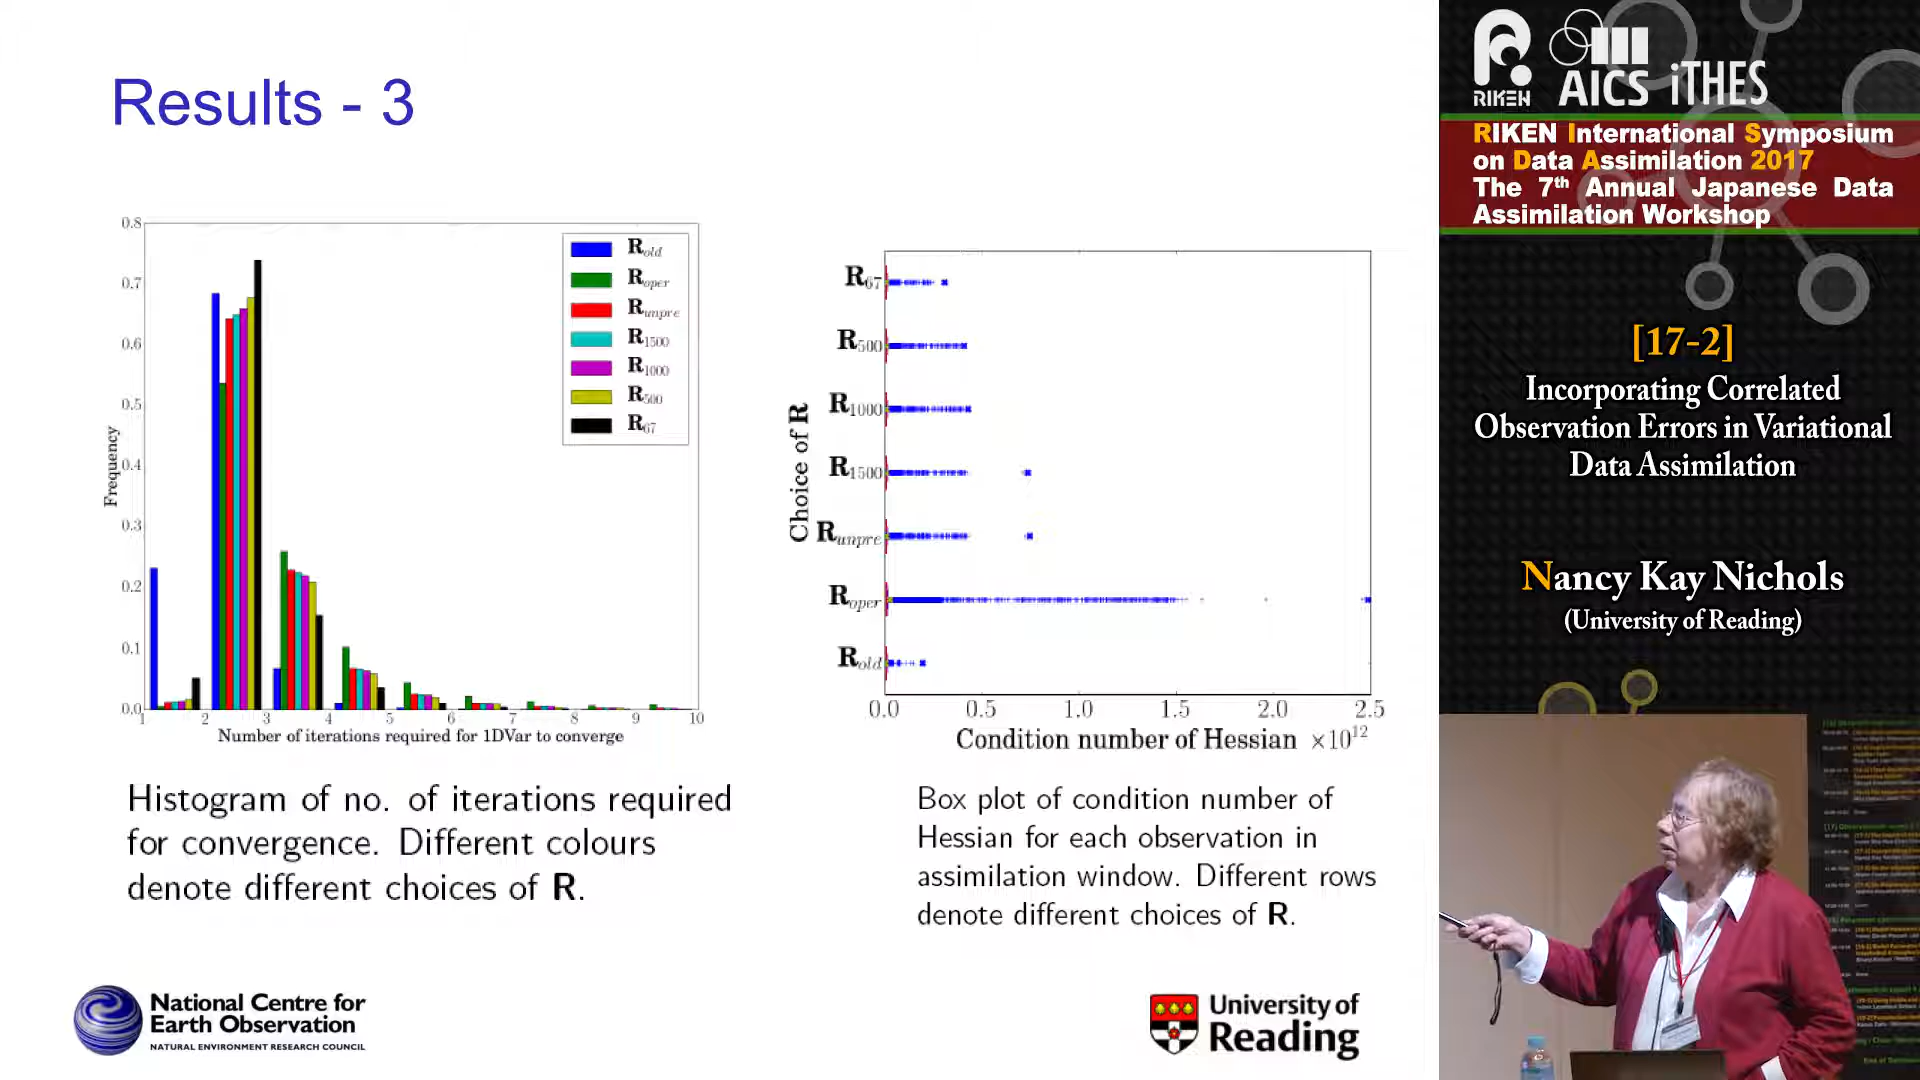 Results - 3
0.8
0.7
0.6
0.5
0.4
0.3
0.2
0.1
0.0
Frequency
R_old
R_oper
R_unpre
R_1500
R_1000
R_500
R_67
1 2 3 4 5 6 7 8 9 10
Number of iterations required for 1DVar to converge
Choice of R
R_67
R_500
R_1000
R_1500
R_unpre
R_oper
R_old
0.0 0.5 1.0 1.5 2.0 2.5
Condition number of Hessian ×10^12
Histogram of no. of iterations required
for convergence. Different colours
denote different choices of R.
Box plot of condition number of
Hessian for each observation in
assimilation window. Different rows
denote different choices of R.
National Centre for
Earth Observation
NATURAL ENVIRONMENT RESEARCH COUNCIL
University of
Reading
RIKEN AICS iTHES
RIKEN International Symposium
on Data Assimilation 2017
The 7th Annual Japanese Data
Assimilation Workshop
[17-2]
Incorporating Correlated
Observation Errors in Variational
Data Assimilation
Nancy Kay Nichols
(University of Reading)